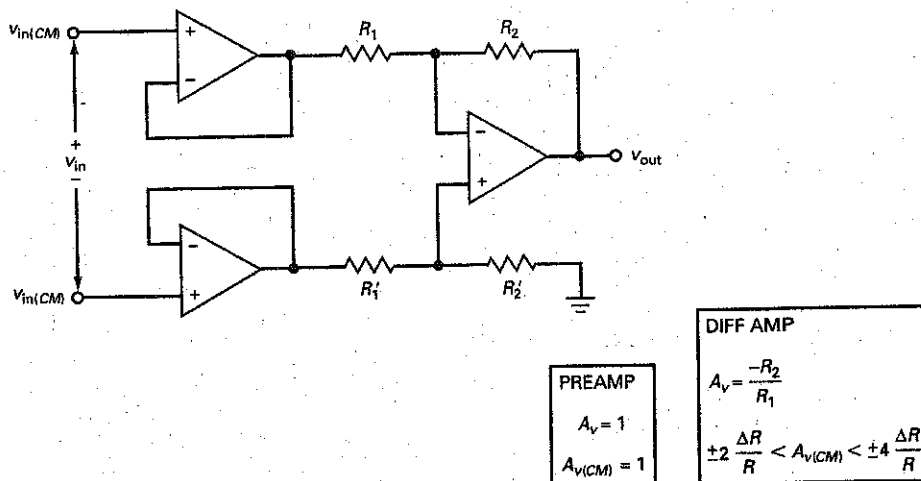 v_in(CM)
R_1
R_2
+
−
−
+
v_in
−
+
v_out
−
+
v_in(CM)
R_1'
R_2'
PREAMP
A_v = 1
A_v(CM) = 1
DIFF AMP
A_v = -R_2/R_1
±2 ΔR/R < A_v(CM) < ±4 ΔR/R